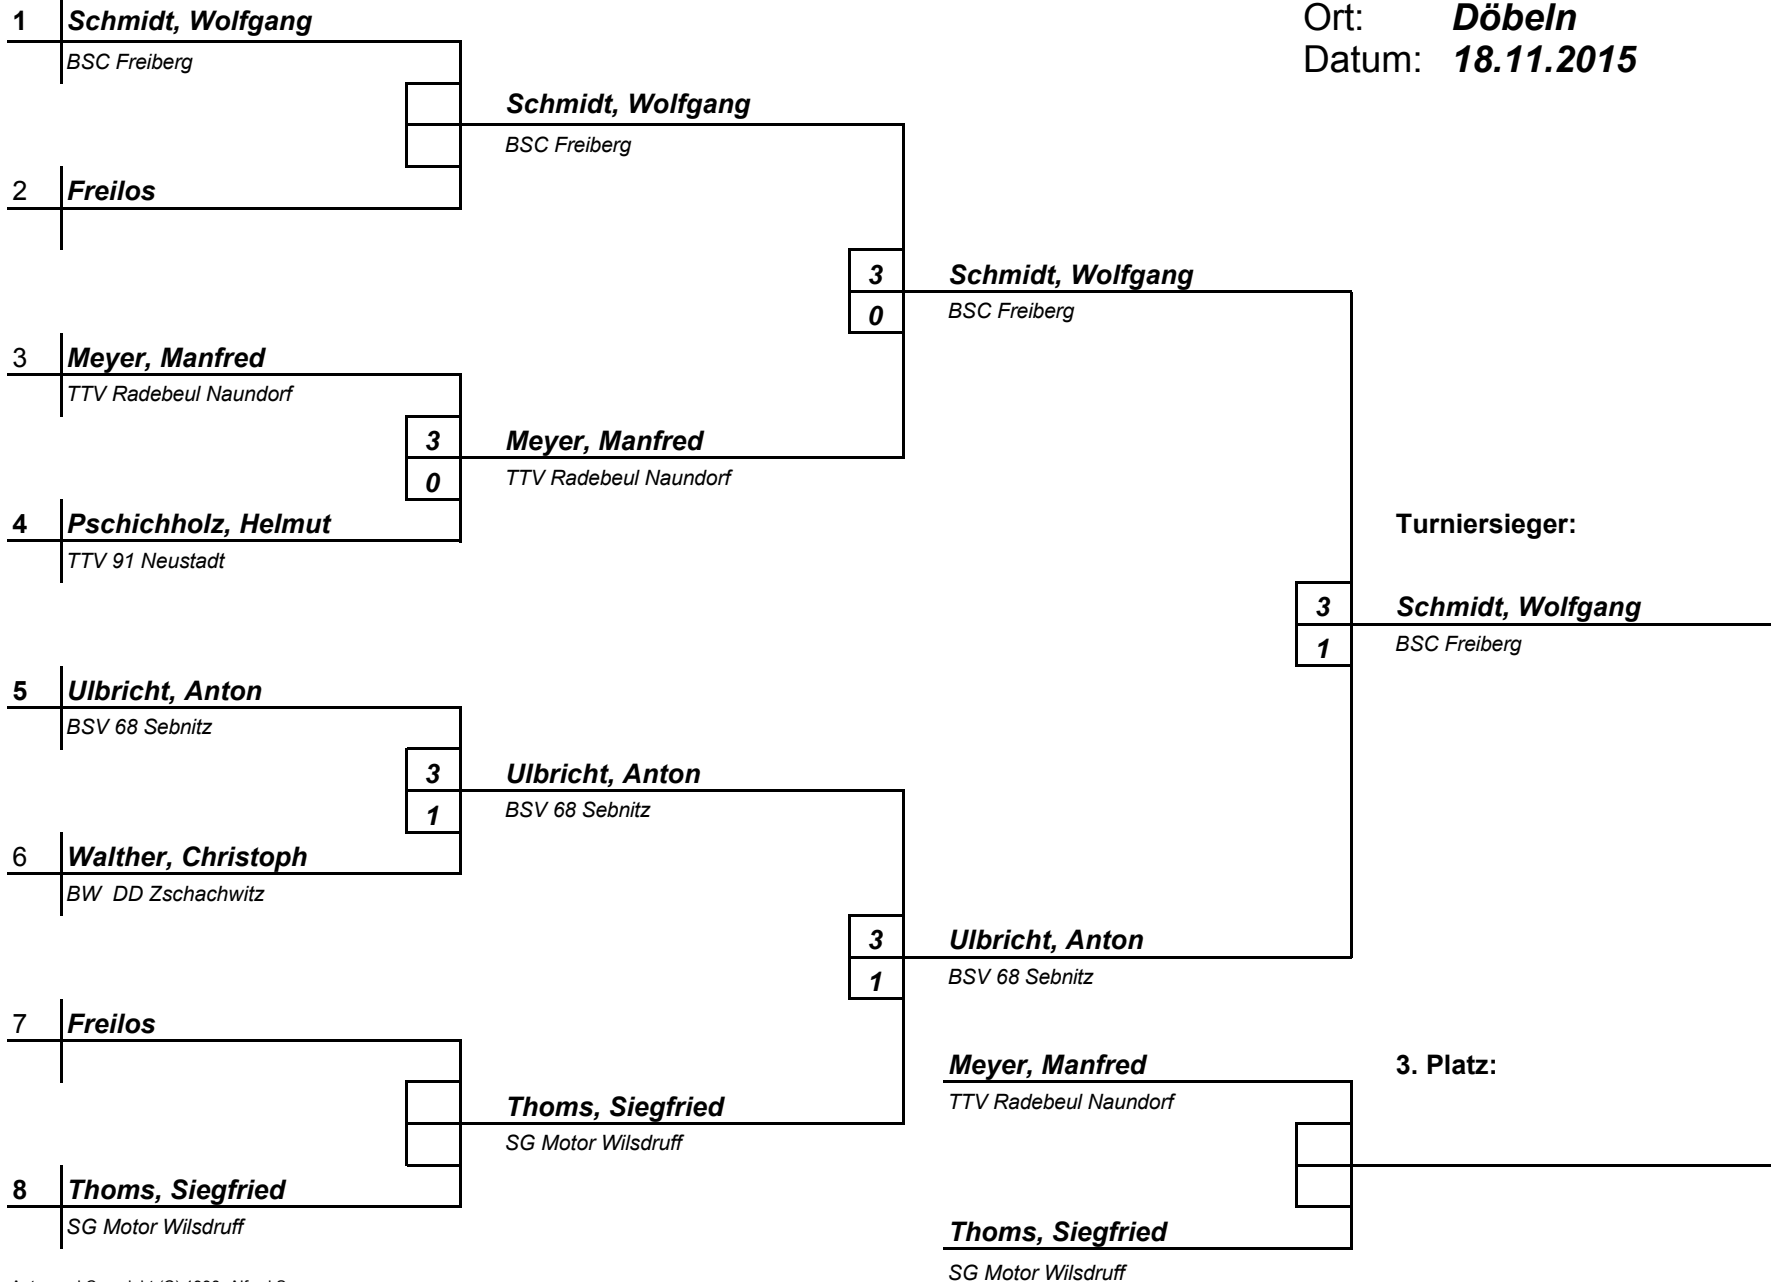 Ort: Döbeln
Datum: 18.11.2015
1 Schmidt, Wolfgang
BSC Freiberg
Schmidt, Wolfgang
BSC Freiberg
2 Freilos
3 Schmidt, Wolfgang
0 BSC Freiberg
3 Meyer, Manfred
TTV Radebeul Naundorf
3 Meyer, Manfred
0 TTV Radebeul Naundorf
4 Pschichholz, Helmut
TTV 91 Neustadt
Turniersieger:
3 Schmidt, Wolfgang
1 BSC Freiberg
5 Ulbricht, Anton
BSV 68 Sebnitz
3 Ulbricht, Anton
1 BSV 68 Sebnitz
6 Walther, Christoph
BW DD Zschachwitz
3 Ulbricht, Anton
1 BSV 68 Sebnitz
7 Freilos
Meyer, Manfred
TTV Radebeul Naundorf
3. Platz:
Thoms, Siegfried
SG Motor Wilsdruff
8 Thoms, Siegfried
SG Motor Wilsdruff
Thoms, Siegfried
SG Motor Wilsdruff